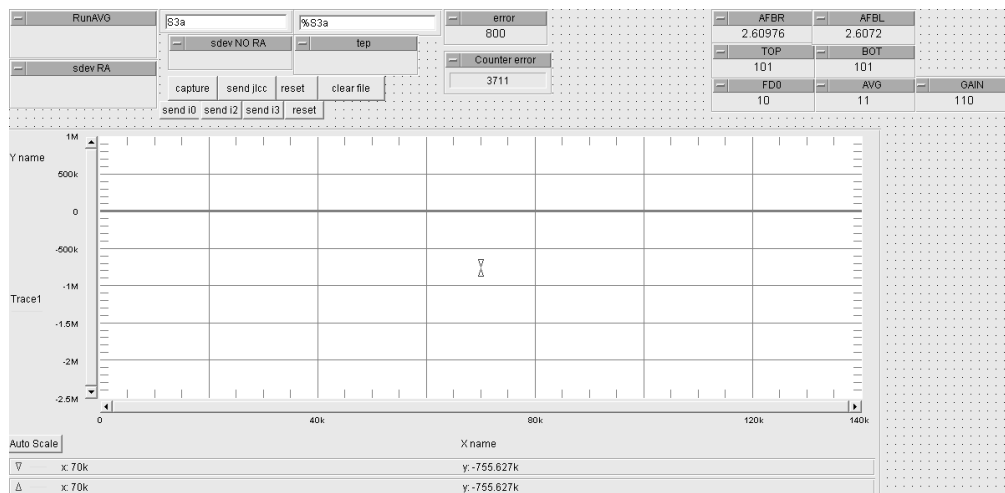 RunAVG
S3a
%S3a
error
800
AFBR
AFBL
2.60976
2.6072
sdev NO RA
tep
TOP
BOT
101
101
sdev RA
Counter error
3711
capture
send jlcc
reset
clear file
FD0
AVG
GAIN
10
11
110
send i0
send i2
send i3
reset
Y name
1M
500k
0
-500k
-1M
Trace1
-1.5M
-2M
-2.5M
0
40k
80k
120k
140k
Auto Scale
X name
x: 70k
y: -755.627k
x: 70k
y: -755.627k